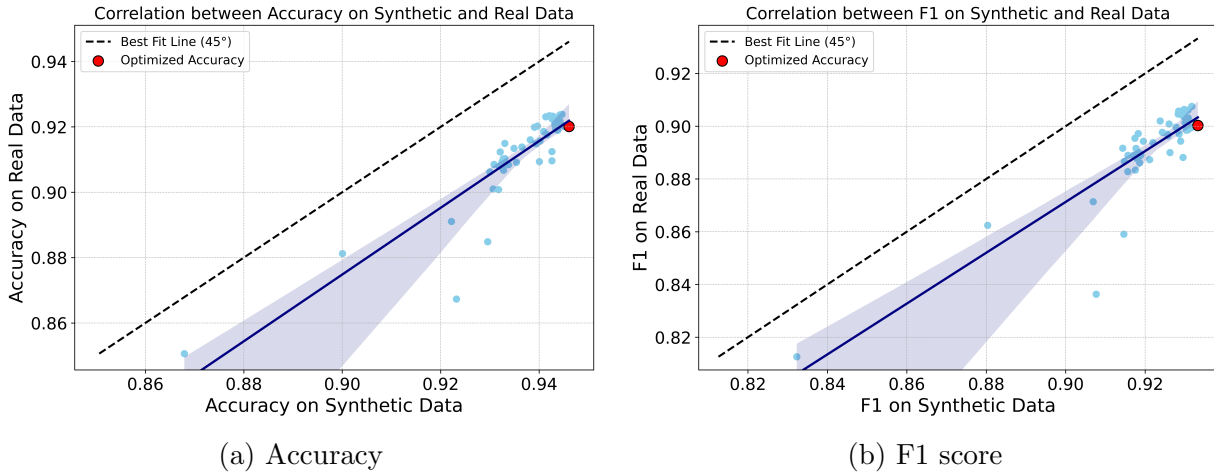 Correlation between Accuracy on Synthetic and Real Data
Best Fit Line (45°)
Optimized Accuracy
Accuracy on Real Data
0.94
0.92
0.90
0.88
0.86
0.86 0.88 0.90 0.92 0.94
Accuracy on Synthetic Data
(a) Accuracy
Correlation between F1 on Synthetic and Real Data
Best Fit Line (45°)
Optimized Accuracy
F1 on Real Data
0.92
0.90
0.88
0.86
0.84
0.82
0.82 0.84 0.86 0.88 0.90 0.92
F1 on Synthetic Data
(b) F1 score